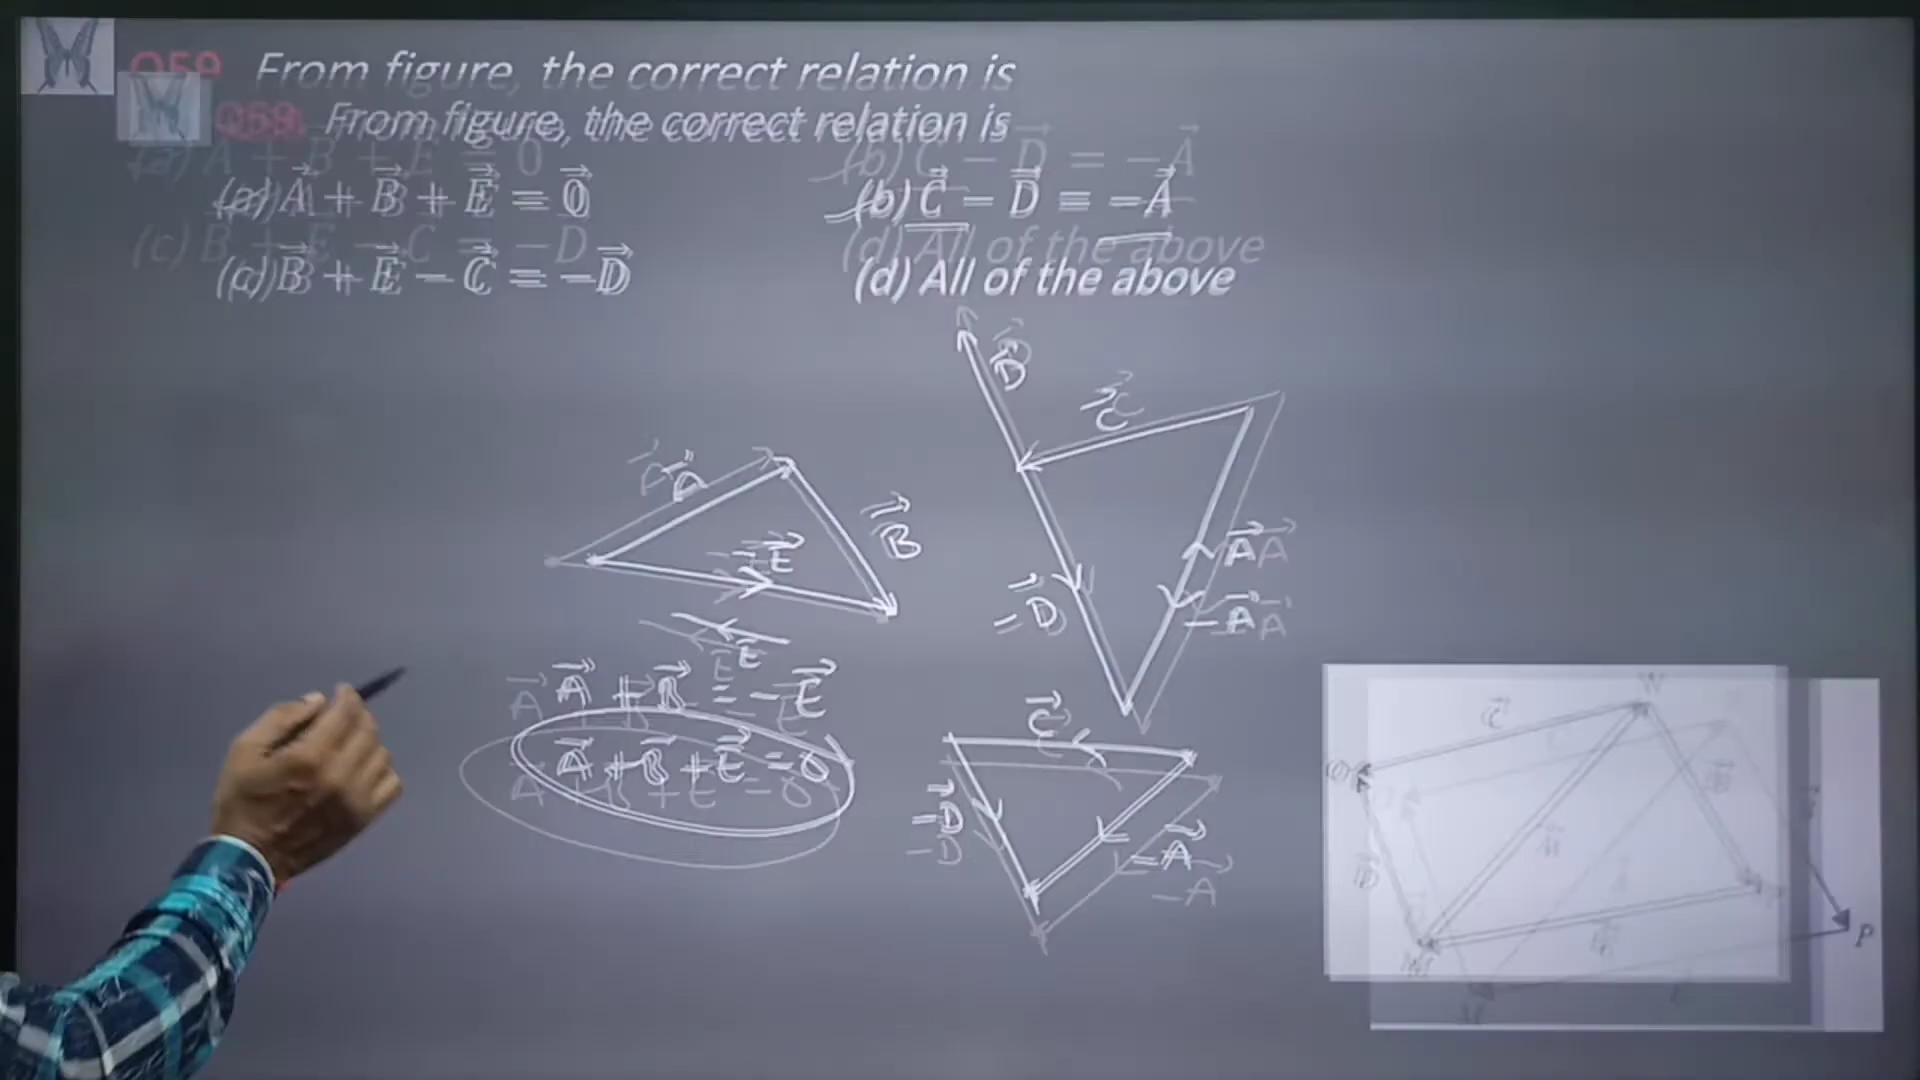 Q59. From figure, the correct relation is
(a) A⃗ + B⃗ + E⃗ = 0⃗
(b) C⃗ − D⃗ = −A⃗
(c) B⃗ + E⃗ − C⃗ = −D⃗
(d) All of the above
D⃗
C⃗
A⃗
B⃗
−E⃗
A⃗
−D⃗
−A⃗
E⃗
A⃗ + B⃗ = −E⃗
A⃗ + B⃗ + E⃗ = 0
C⃗
−D⃗
−A⃗
C⃗
D⃗
P